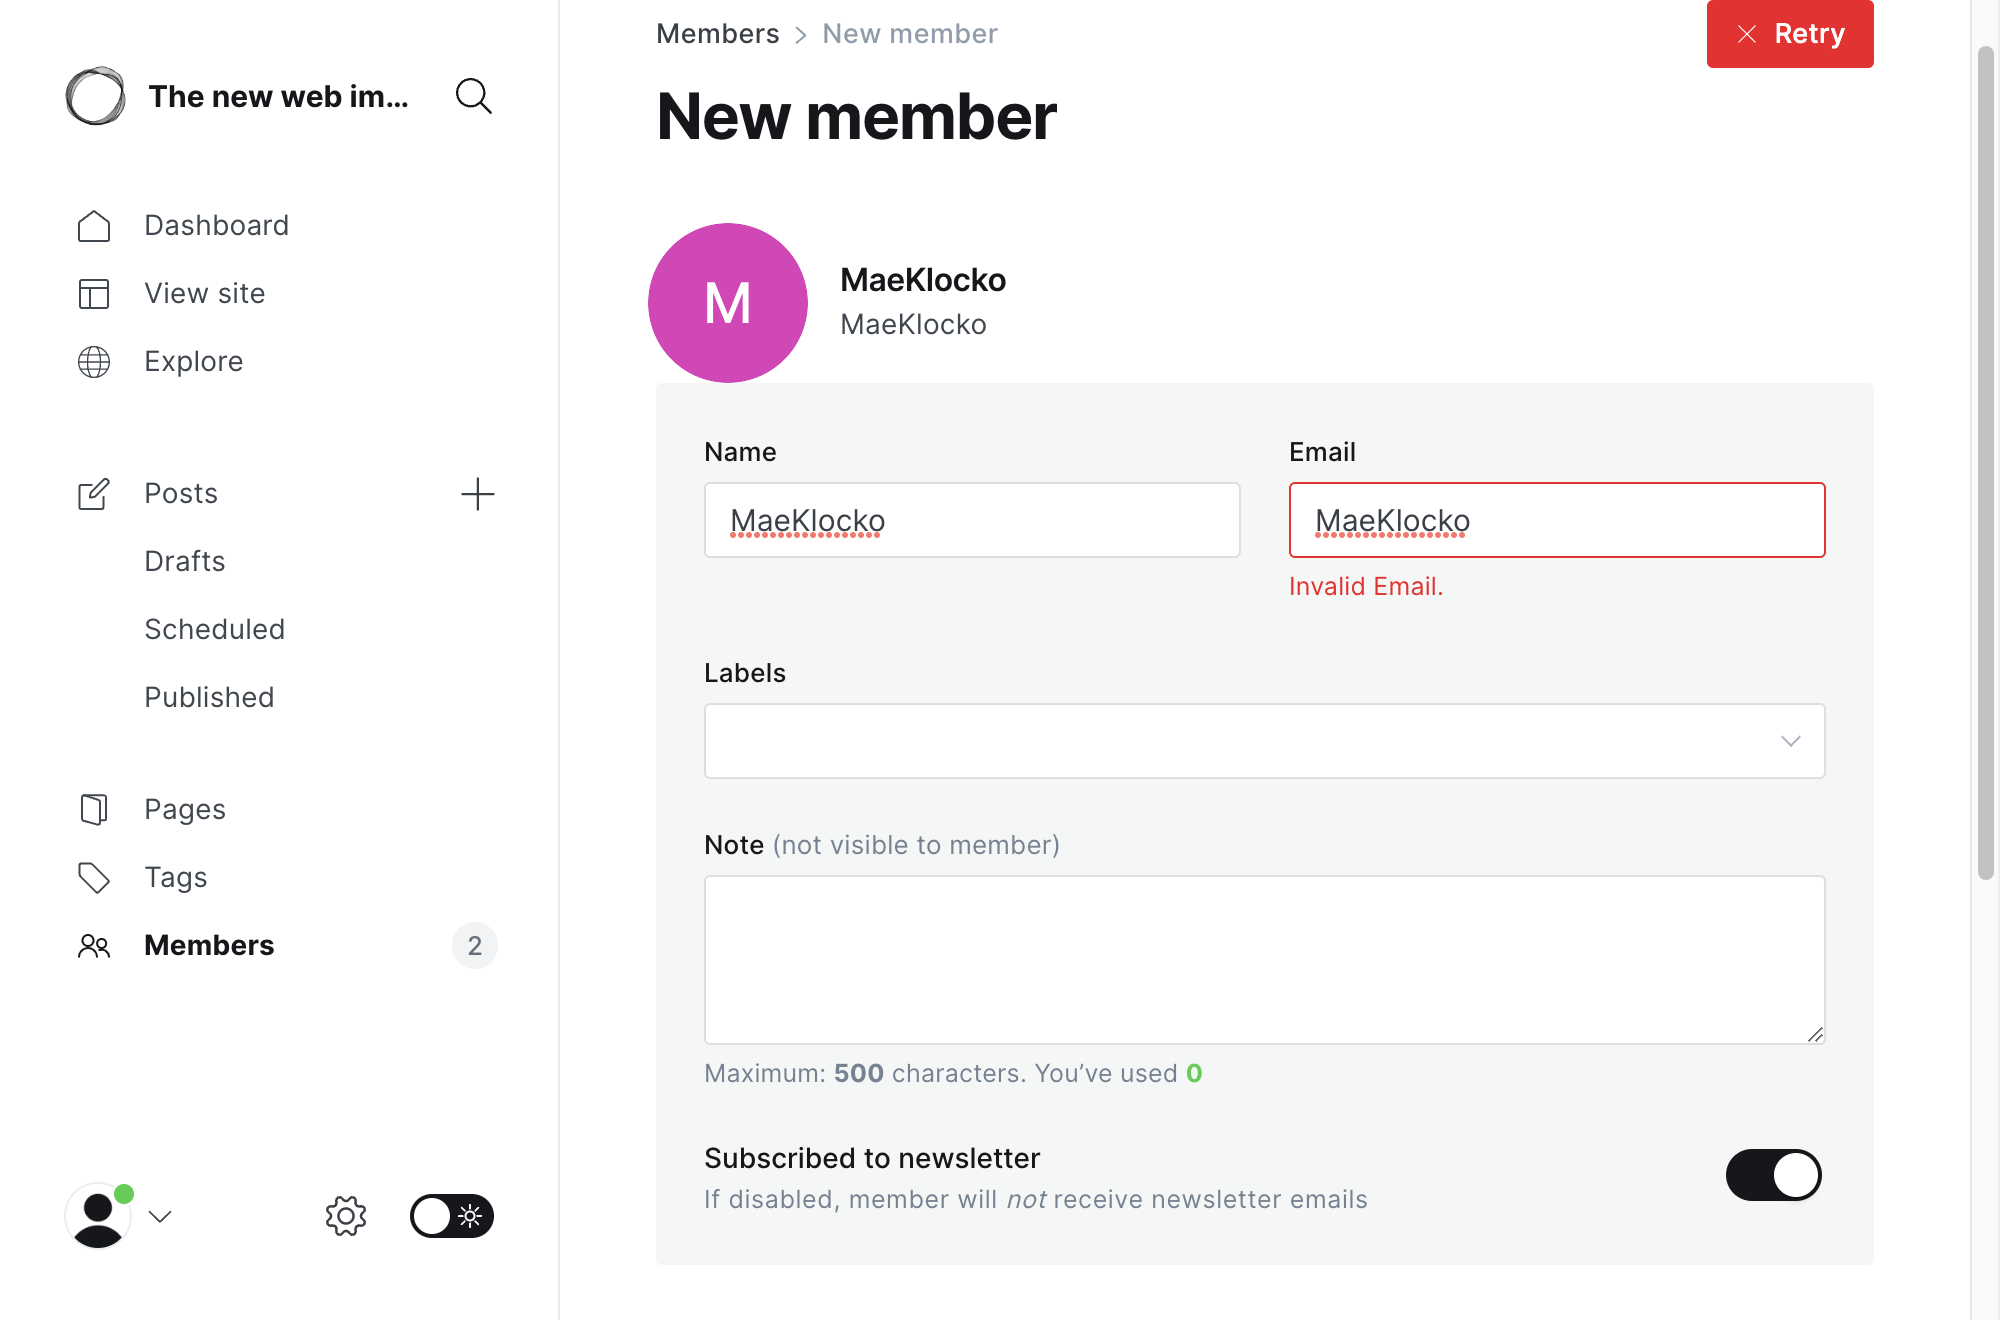 The new web im...
Dashboard
View site
Explore
Posts
Drafts
Scheduled
Published
Pages
Tags
Members 2
Members > New member
Retry
New member
M
MaeKlocko
MaeKlocko
Name
MaeKlocko
Email
MaeKlocko
Invalid Email.
Labels
Note (not visible to member)
Maximum: 500 characters. You’ve used 0
Subscribed to newsletter
If disabled, member will not receive newsletter emails